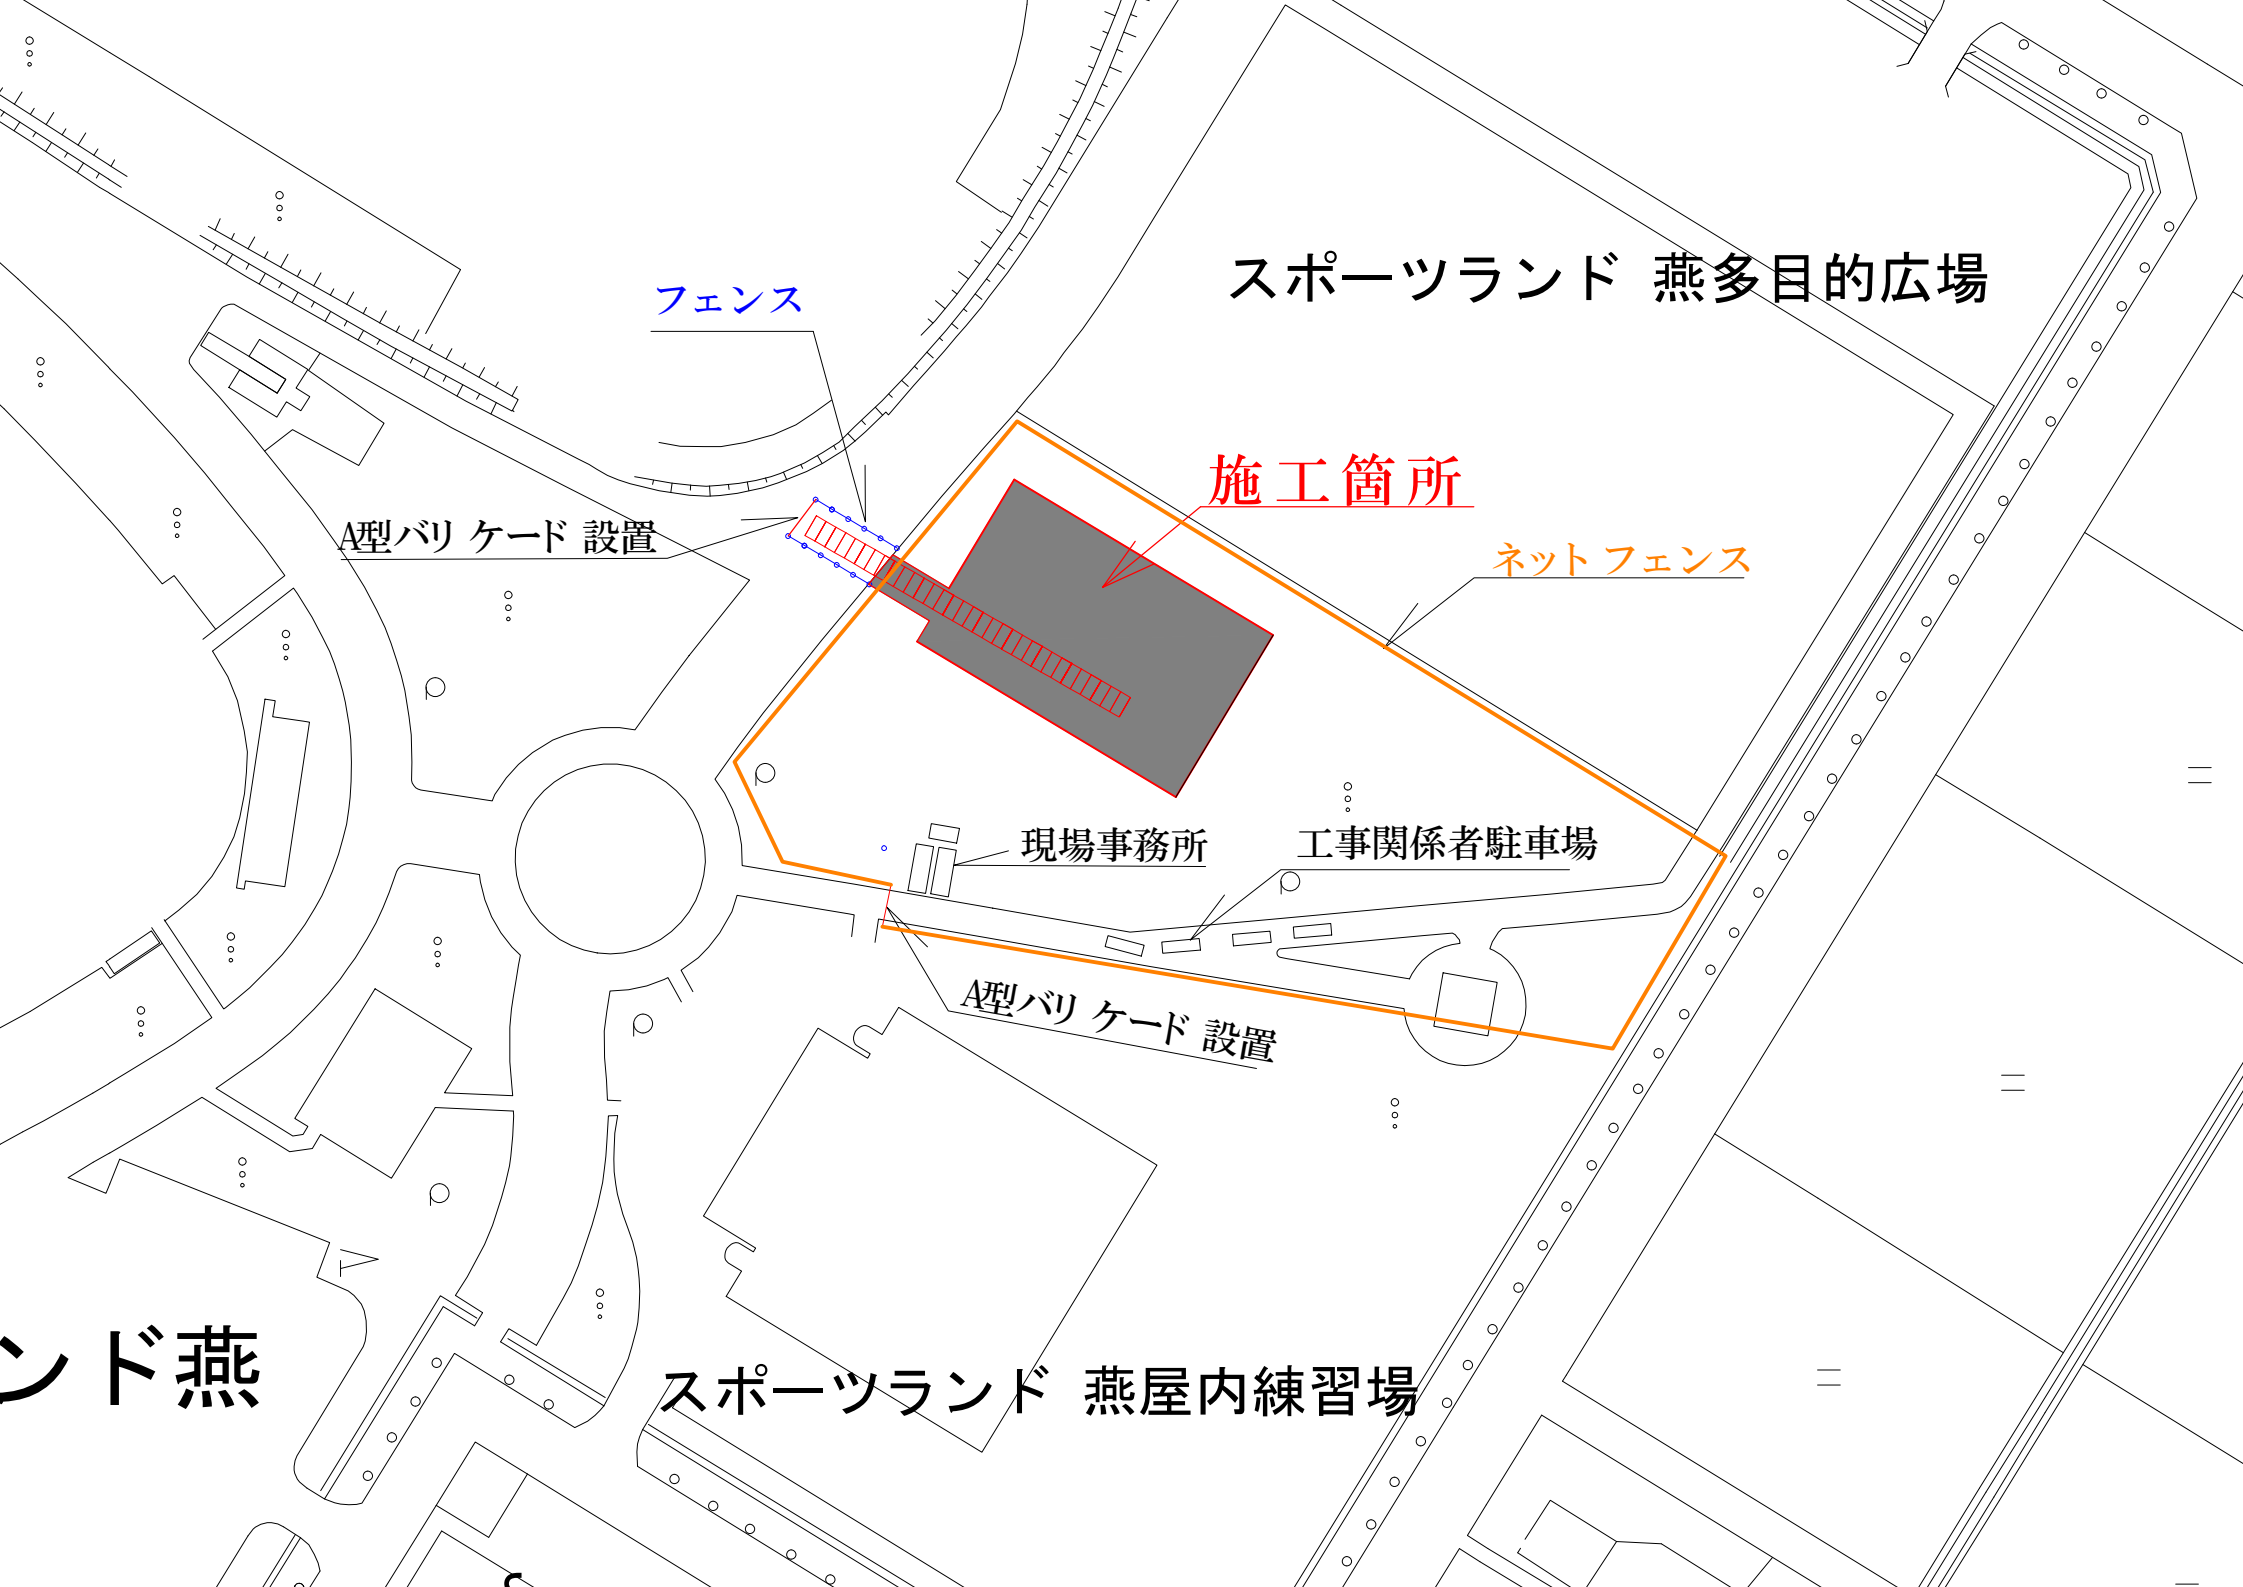 スポーツランド 燕多目的広場
フェンス
施工箇所
A型バリケード 設置
ネットフェンス
現場事務所
工事関係者駐車場
A型バリケード 設置
ンド燕
スポーツランド 燕屋内練習場